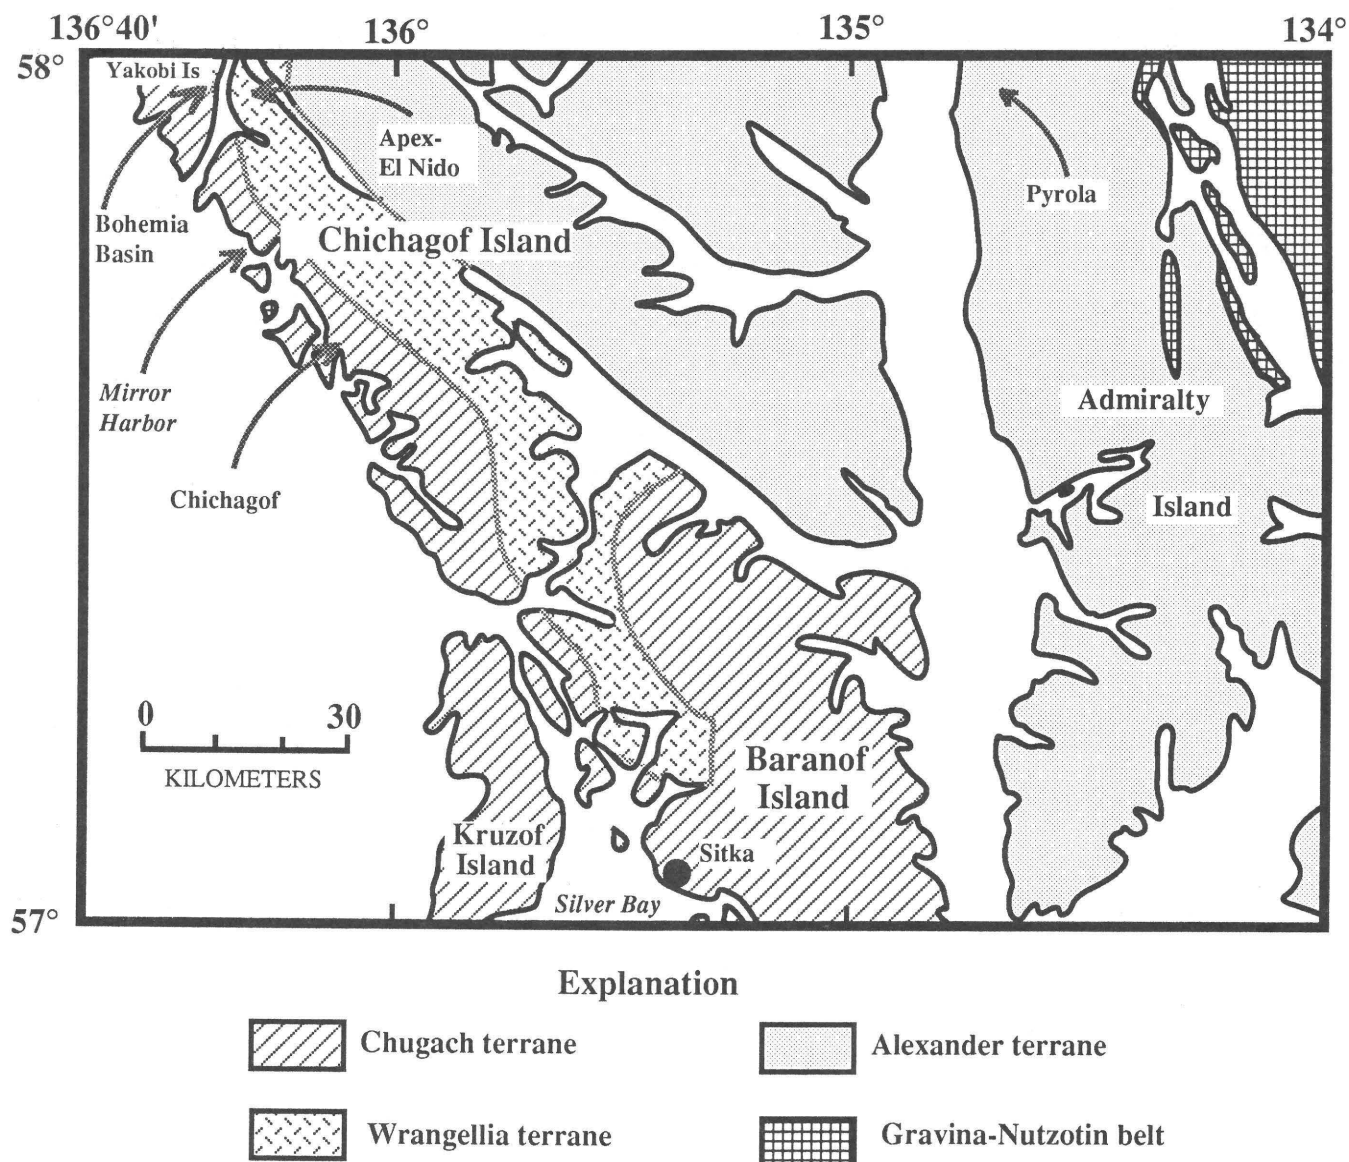 136°40'
136°
135°
134°
58°
Yakobi Is
Apex-
El Nido
Pyrola
Bohemia
Basin
Chichagof Island
Mirror
Harbor
Admiralty
Chichagof
Island
0
30
KILOMETERS
Baranof
Island
Kruzof
Island
Sitka
Silver Bay
57°
Explanation
Chugach terrane
Alexander terrane
Wrangellia terrane
Gravina-Nutzotin belt